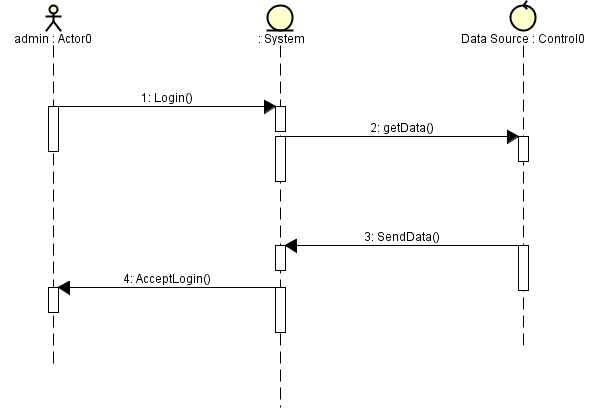 admin : Actor0
: System
Data Source : Control0
1: Login()
2: getData()
3: SendData()
4: AcceptLogin()